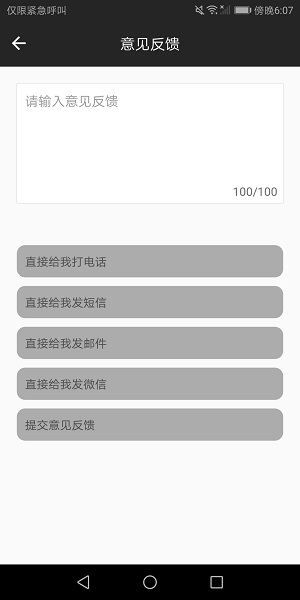 仅限紧急呼叫
傍晚6:07
意见反馈
请输入意见反馈
100/100
直接给我打电话
直接给我发短信
直接给我发邮件
直接给我发微信
提交意见反馈